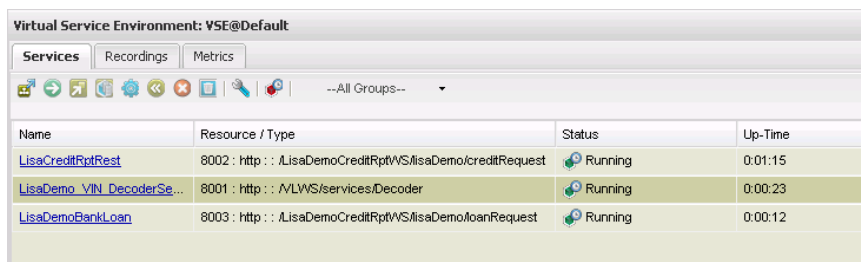 Virtual Service Environment: VSE@Default
Services Recordings Metrics
--All Groups--
Name Resource / Type Status Up-Time
LisaCreditRptRest 8002 : http : : /LisaDemoCreditRptWS/lisaDemo/creditRequest Running 0:01:15
LisaDemo_VIN_DecoderSe... 8001 : http : : /VLWS/services/Decoder Running 0:00:23
LisaDemoBankLoan 8003 : http : : /LisaDemoCreditRptWS/lisaDemo/loanRequest Running 0:00:12